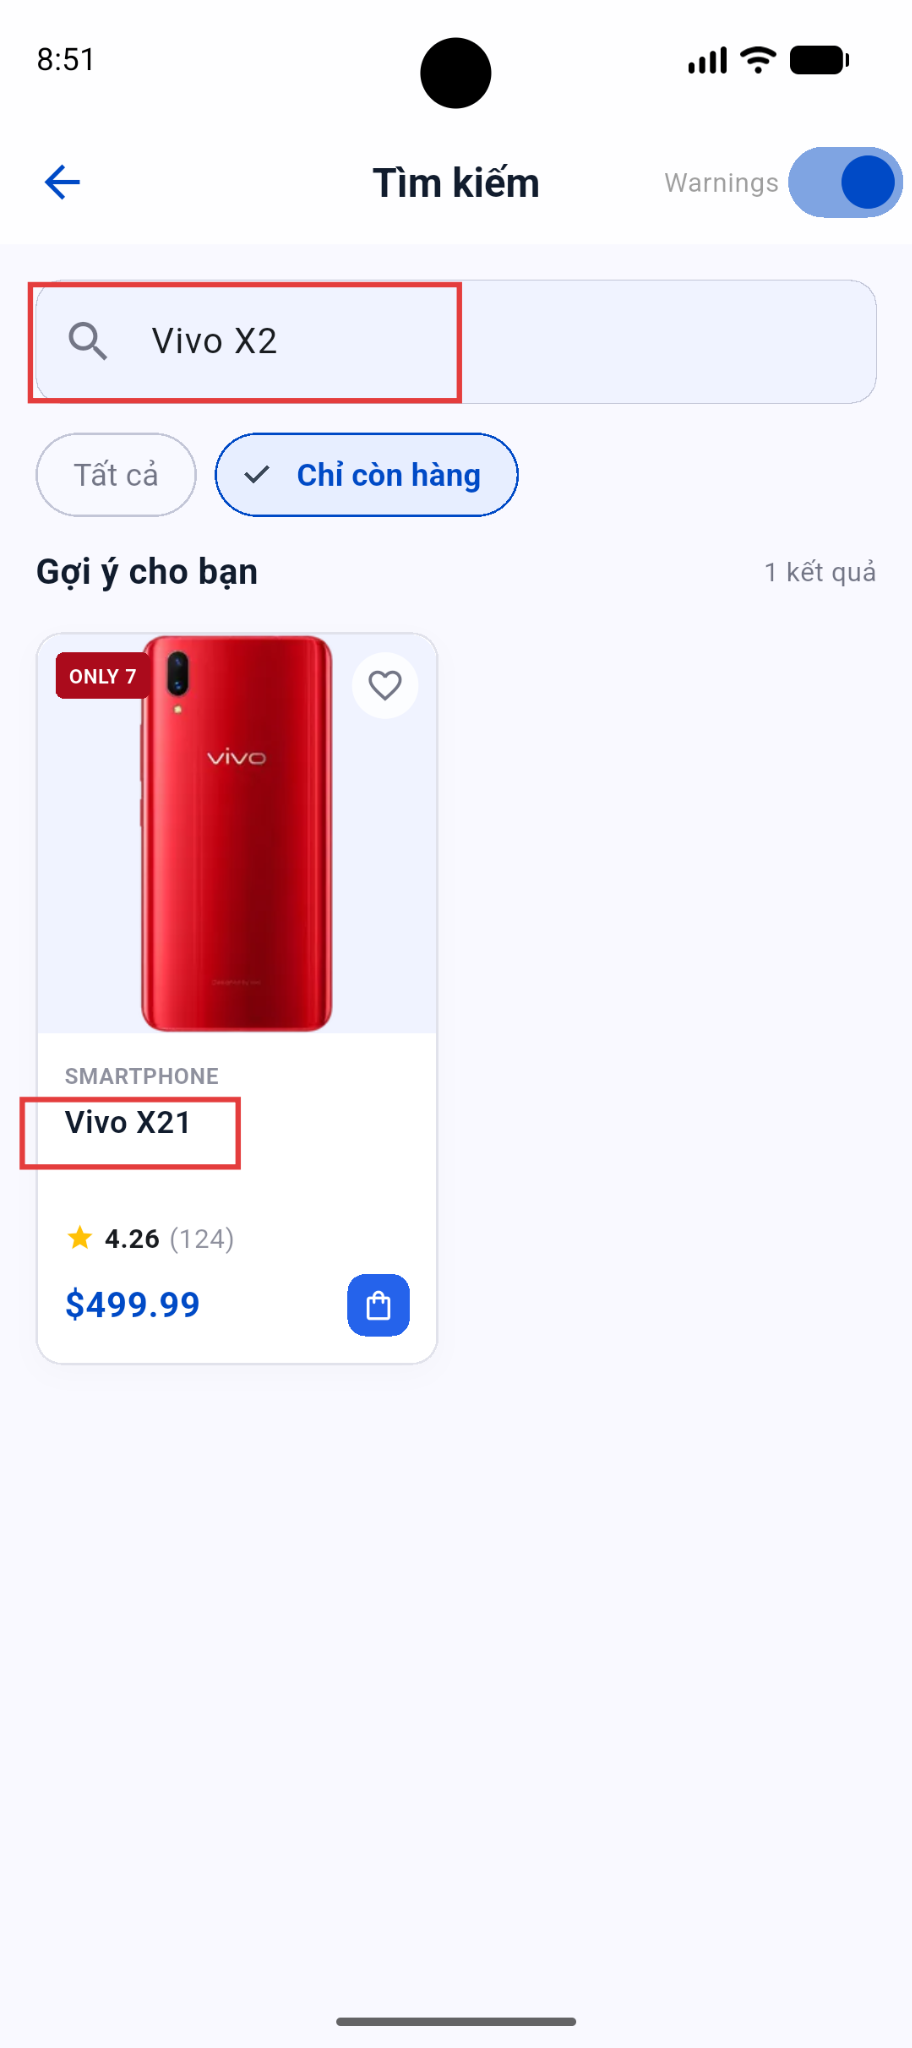 8:51
Tìm kiếm
Warnings
Vivo X2
Tất cả
Chỉ còn hàng
Gợi ý cho bạn
1 kết quả
ONLY 7
vivo
SMARTPHONE
Vivo X21
4.26 (124)
$499.99